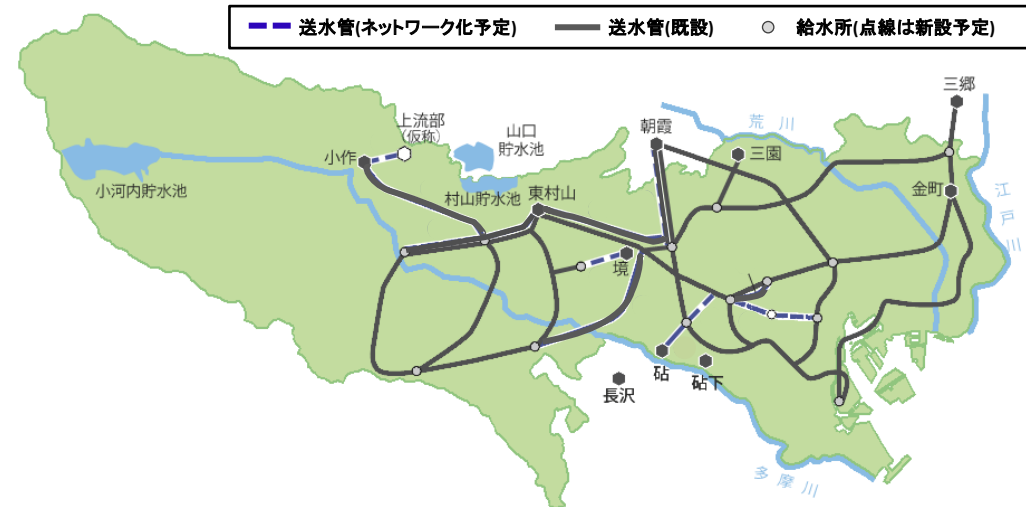 送水管(ネットワーク化予定)
送水管(既設)
給水所(点線は新設予定)
三郷
上流部
(仮称)
山口
貯水池
朝霞
荒川
小作
三園
小河内貯水池
村山貯水池
東村山
金町
江戸川
境
砧
砧下
長沢
多摩川